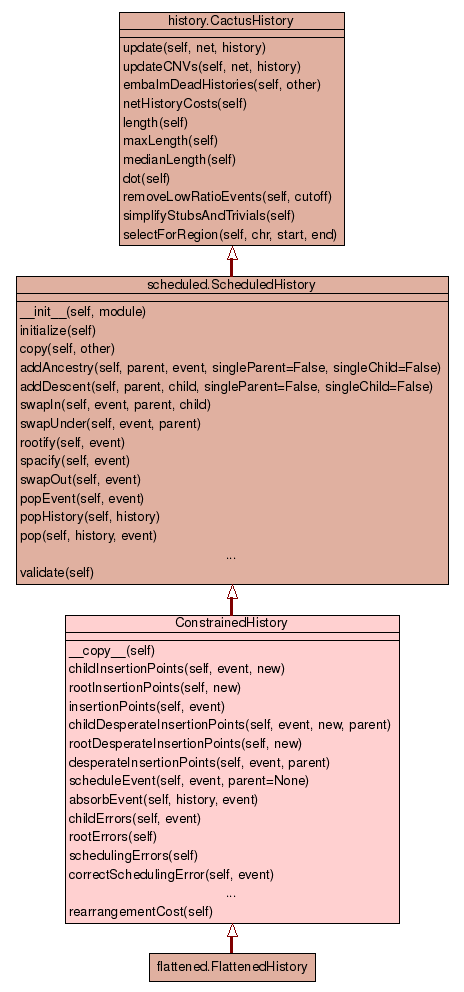 history.CactusHistory
update(self, net, history)
updateCNVs(self, net, history)
embalmDeadHistories(self, other)
netHistoryCosts(self)
length(self)
maxLength(self)
medianLength(self)
dot(self)
removeLowRatioEvents(self, cutoff)
simplifyStubsAndTrivials(self)
selectForRegion(self, chr, start, end)
scheduled.ScheduledHistory
__init__(self, module)
initialize(self)
copy(self, other)
addAncestry(self, parent, event, singleParent=False, singleChild=False)
addDescent(self, parent, child, singleParent=False, singleChild=False)
swapIn(self, event, parent, child)
swapUnder(self, event, parent)
rootify(self, event)
spacify(self, event)
swapOut(self, event)
popEvent(self, event)
popHistory(self, history)
pop(self, history, event)
...
validate(self)
ConstrainedHistory
__copy__(self)
childInsertionPoints(self, event, new)
rootInsertionPoints(self, new)
insertionPoints(self, event)
childDesperateInsertionPoints(self, event, new, parent)
rootDesperateInsertionPoints(self, new)
desperateInsertionPoints(self, event, parent)
scheduleEvent(self, event, parent=None)
absorbEvent(self, history, event)
childErrors(self, event)
rootErrors(self)
schedulingErrors(self)
correctSchedulingError(self, event)
...
rearrangementCost(self)
flattened.FlattenedHistory